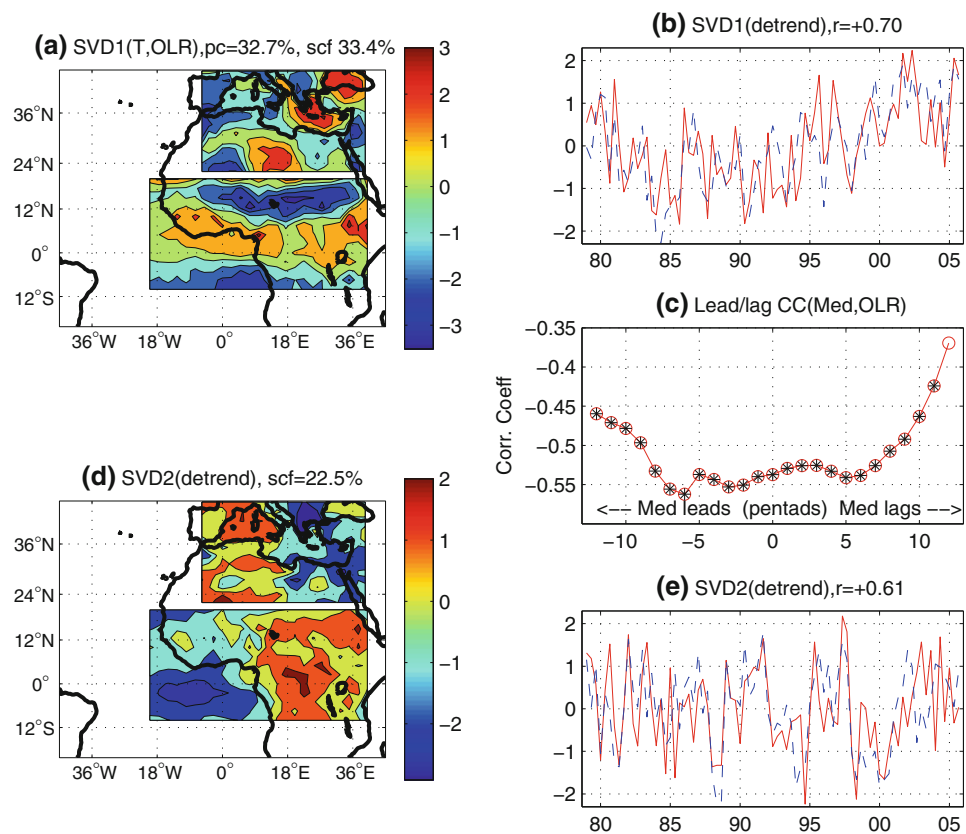 (a) SVD1(T,OLR),pc=32.7%, scf 33.4%
36°N
24°N
12°N
0°
12°S
36°W 18°W 0° 18°E 36°E
3
2
1
0
−1
−2
−3
(b) SVD1(detrend),r=+0.70
2
1
0
−1
−2
80 85 90 95 00 05
(c) Lead/lag CC(Med,OLR)
Corr. Coeff
−0.35
−0.4
−0.45
−0.5
−0.55
<−− Med leads (pentads) Med lags −−>
−10 −5 0 5 10
(d) SVD2(detrend), scf=22.5%
36°N
24°N
12°N
0°
12°S
36°W 18°W 0° 18°E 36°E
2
1
0
−1
−2
(e) SVD2(detrend),r=+0.61
2
1
0
−1
−2
80 85 90 95 00 05